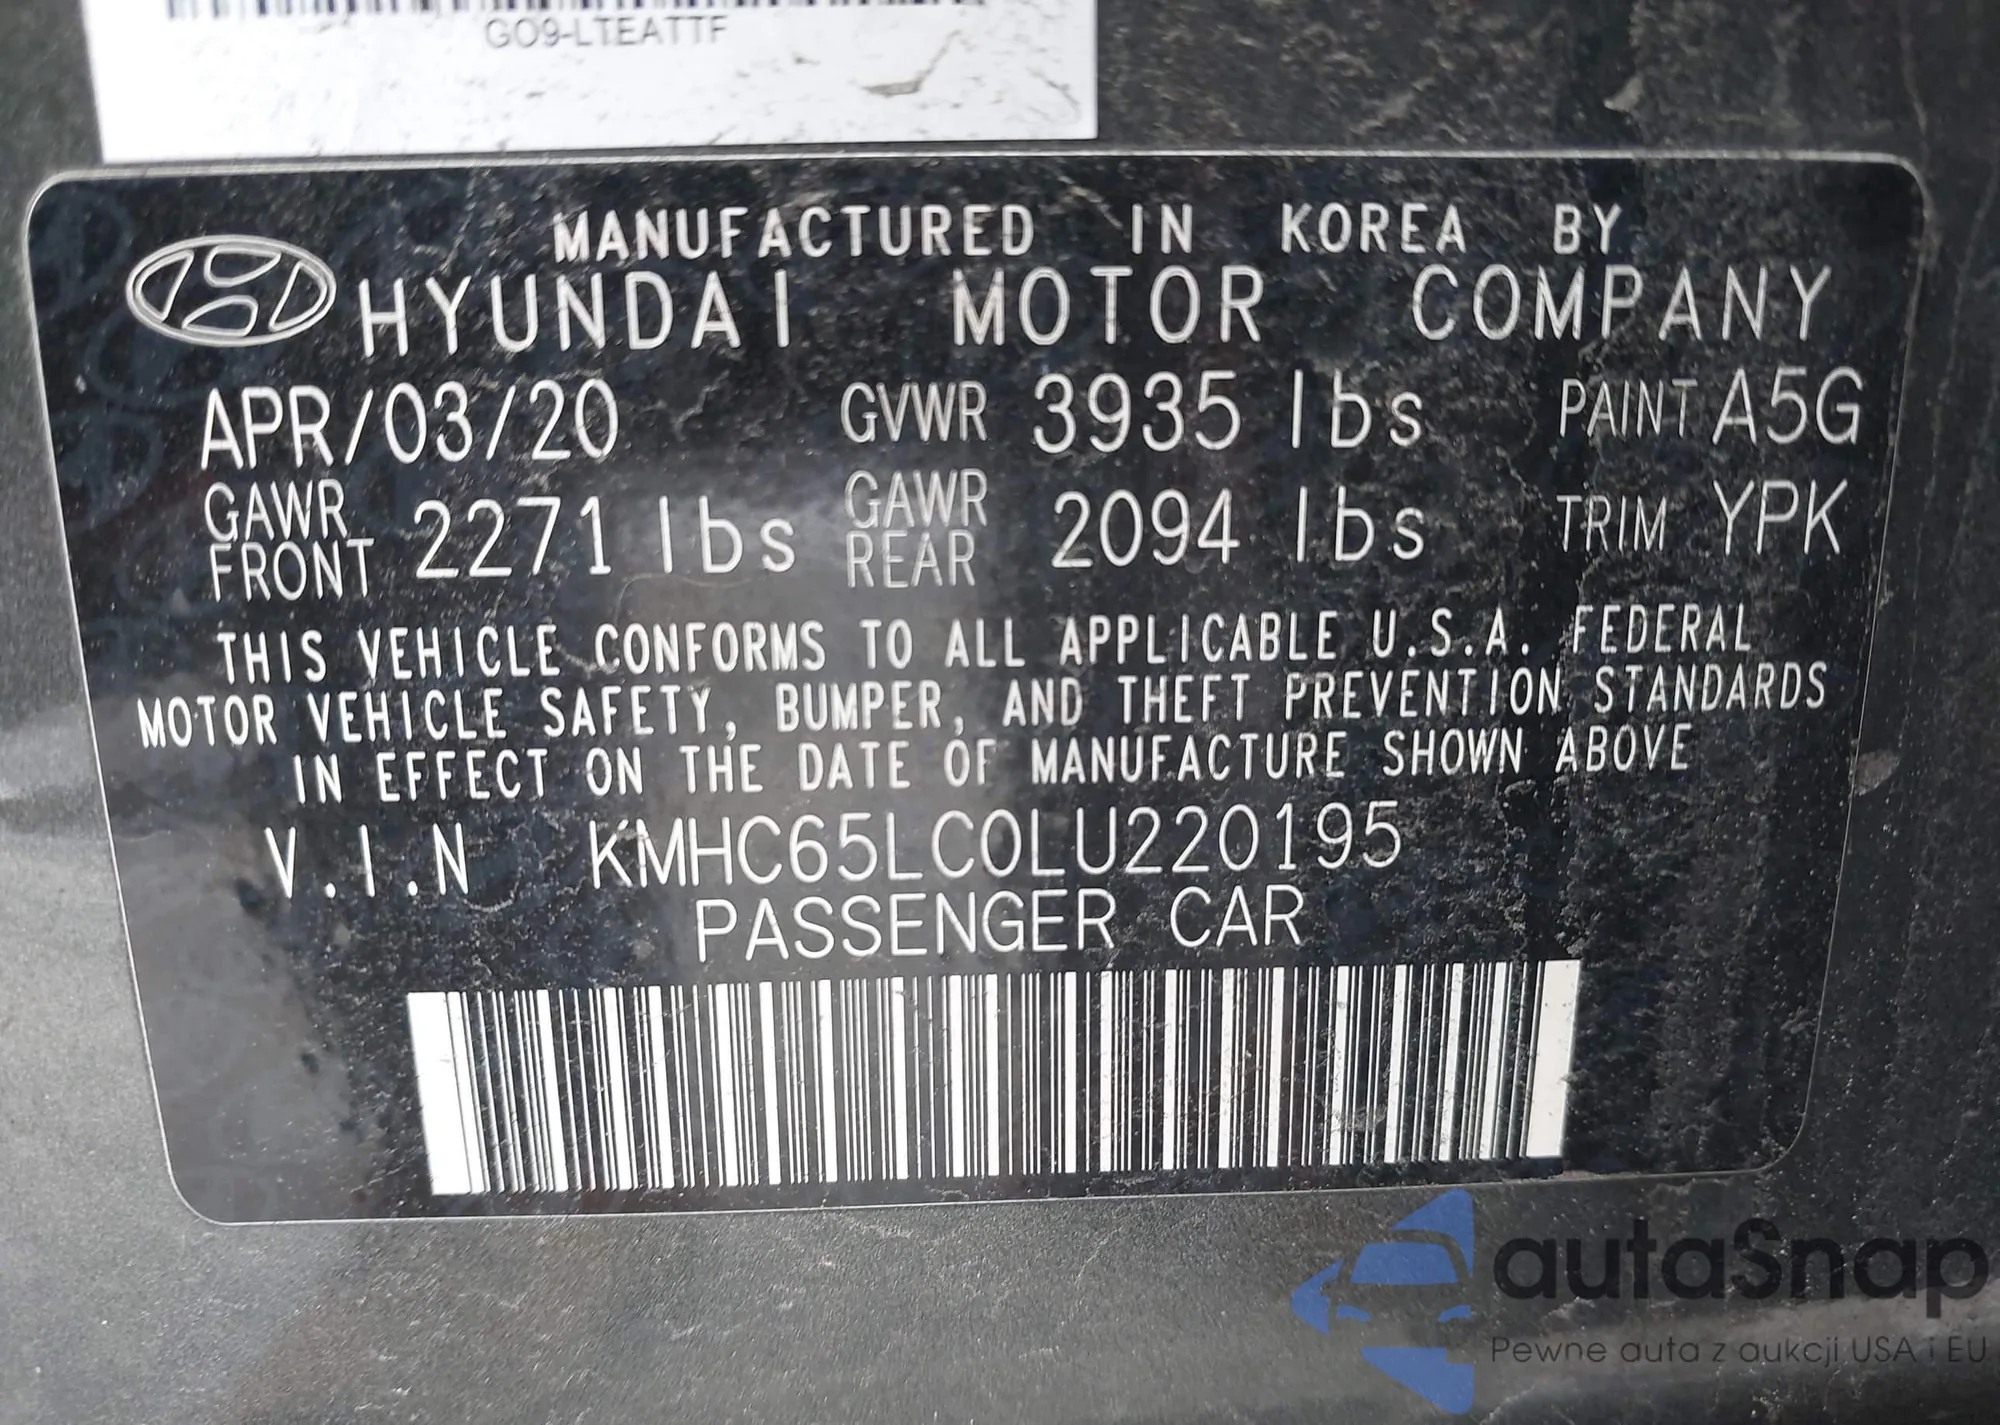 GO9-LTEATTF
MANUFACTURED IN KOREA BY
HYUNDAI MOTOR COMPANY
APR/03/20 GVWR 3935 lbs PAINT A5G
GAWR FRONT 2271 lbs GAWR REAR 2094 lbs TRIM YPK
THIS VEHICLE CONFORMS TO ALL APPLICABLE U.S.A. FEDERAL
MOTOR VEHICLE SAFETY, BUMPER, AND THEFT PREVENTION STANDARDS
IN EFFECT ON THE DATE OF MANUFACTURE SHOWN ABOVE
V.I.N KMHC65LC0LU220195
PASSENGER CAR
autaSnap
Pewne auta z aukcji USA i EU